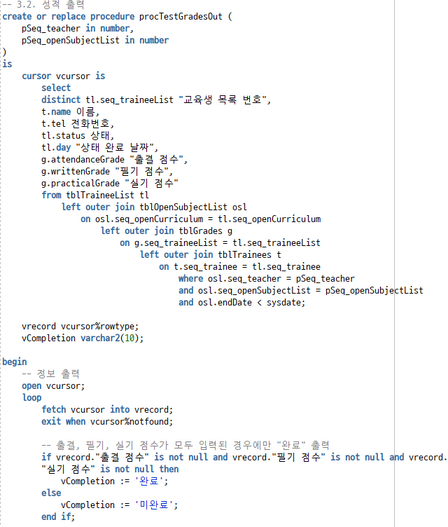 -- 3.2. 성적 출력
create or replace procedure procTestGradesOut (
pSeq_teacher in number,
pSeq_openSubjectList in number
)
is
cursor vcursor is
select
distinct tl.seq_traineeList "교육생 목록 번호",
t.name 이름,
t.tel 전화번호,
tl.status 상태,
tl.day "상태 완료 날짜",
g.attendanceGrade "출결 점수",
g.writtenGrade "필기 점수",
g.practicalGrade "실기 점수"
from tblTraineeList tl
left outer join tblOpenSubjectList osl
on osl.seq_openCurriculum = tl.seq_openCurriculum
left outer join tblGrades g
on g.seq_traineeList = tl.seq_traineeList
left outer join tblTrainees t
on t.seq_trainee = tl.seq_trainee
where osl.seq_teacher = pSeq_teacher
and osl.seq_openSubjectList = pSeq_openSubjectList
and osl.endDate < sysdate;
vrecord vcursor%rowtype;
vCompletion varchar2(10);
begin
-- 정보 출력
open vcursor;
loop
fetch vcursor into vrecord;
exit when vcursor%notfound;
-- 출결, 필기, 실기 점수가 모두 입력된 경우에만 "완료" 출력
if vrecord."출결 점수" is not null and vrecord."필기 점수" is not null and vrecord.
"실기 점수" is not null then
vCompletion := '완료';
else
vCompletion := '미완료';
end if;